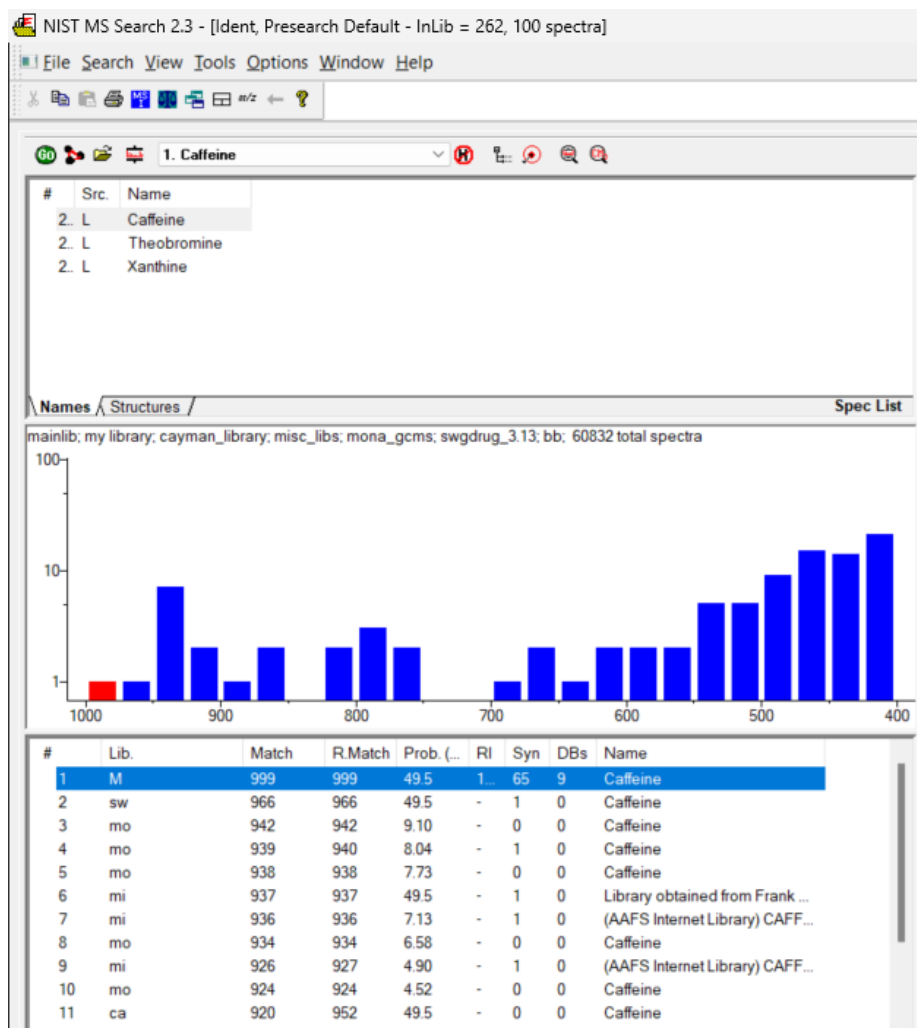 NIST MS Search 2.3 - [Ident, Presearch Default - InLib = 262, 100 spectra]
File Search View Tools Options Window Help
MS I m/z ?
GO 1. Caffeine H
# Src. Name
2.. L Caffeine
2.. L Theobromine
2.. L Xanthine
Names Structures Spec List
mainlib; my library; cayman_library; misc_libs; mona_gcms; swgdrug_3.13; bb; 60832 total spectra
100
10
1
1000 900 800 700 600 500 400
# Lib. Match R.Match Prob. (... RI Syn DBs Name
1 M 999 999 49.5 1... 65 9 Caffeine
2 sw 966 966 49.5 - 1 0 Caffeine
3 mo 942 942 9.10 - 0 0 Caffeine
4 mo 939 940 8.04 - 1 0 Caffeine
5 mo 938 938 7.73 - 0 0 Caffeine
6 mi 937 937 49.5 - 1 0 Library obtained from Frank ...
7 mi 936 936 7.13 - 1 0 (AAFS Internet Library) CAFF...
8 mo 934 934 6.58 - 0 0 Caffeine
9 mi 926 927 4.90 - 1 0 (AAFS Internet Library) CAFF...
10 mo 924 924 4.52 - 0 0 Caffeine
11 ca 920 952 49.5 - 0 0 Caffeine